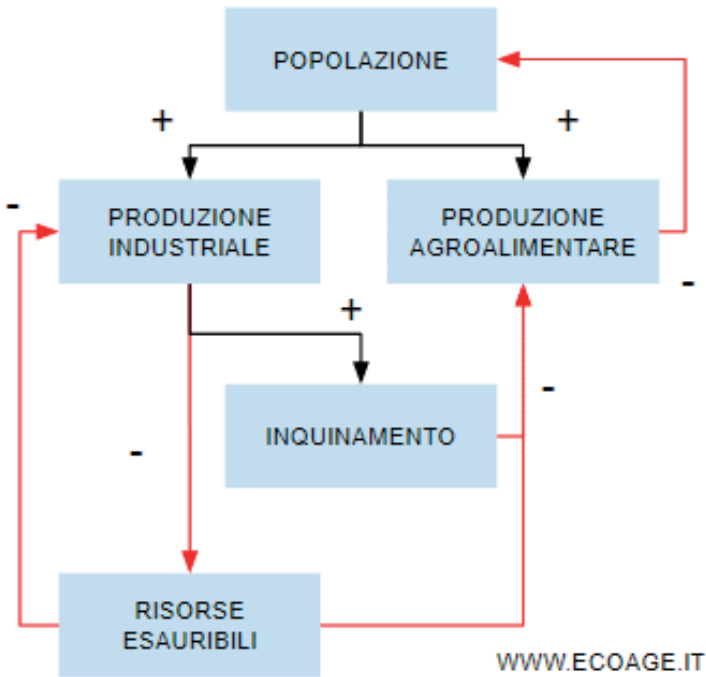 POPOLAZIONE
+
+
-
PRODUZIONE
INDUSTRIALE
PRODUZIONE
AGROALIMENTARE
-
+
-
INQUINAMENTO
-
RISORSE
ESAURIBILI
WWW.ECOAGE.IT